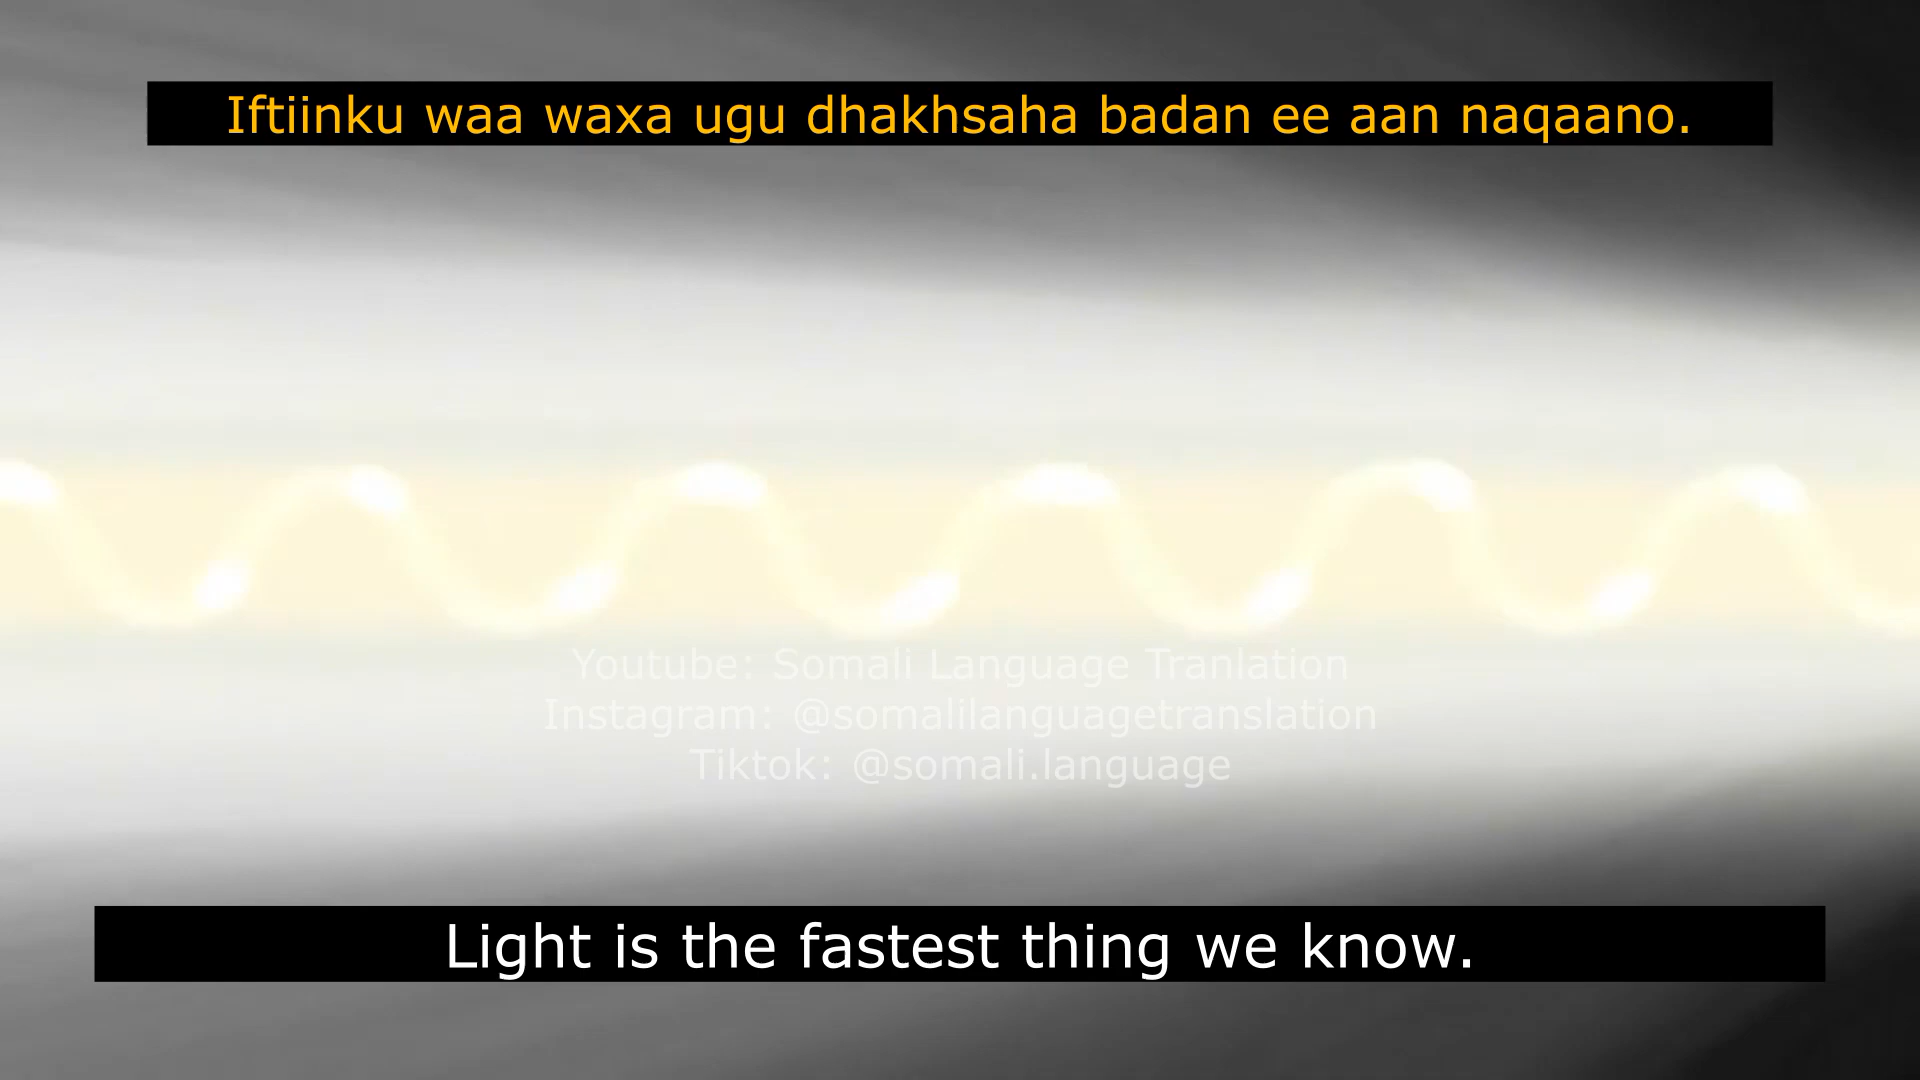 Iftiinku waa waxa ugu dhakhsaha badan ee aan naqaano.
Youtube: Somali Language Tranlation
Instagram: @somalilanguagetranslation
Tiktok: @somali.language
Light is the fastest thing we know.